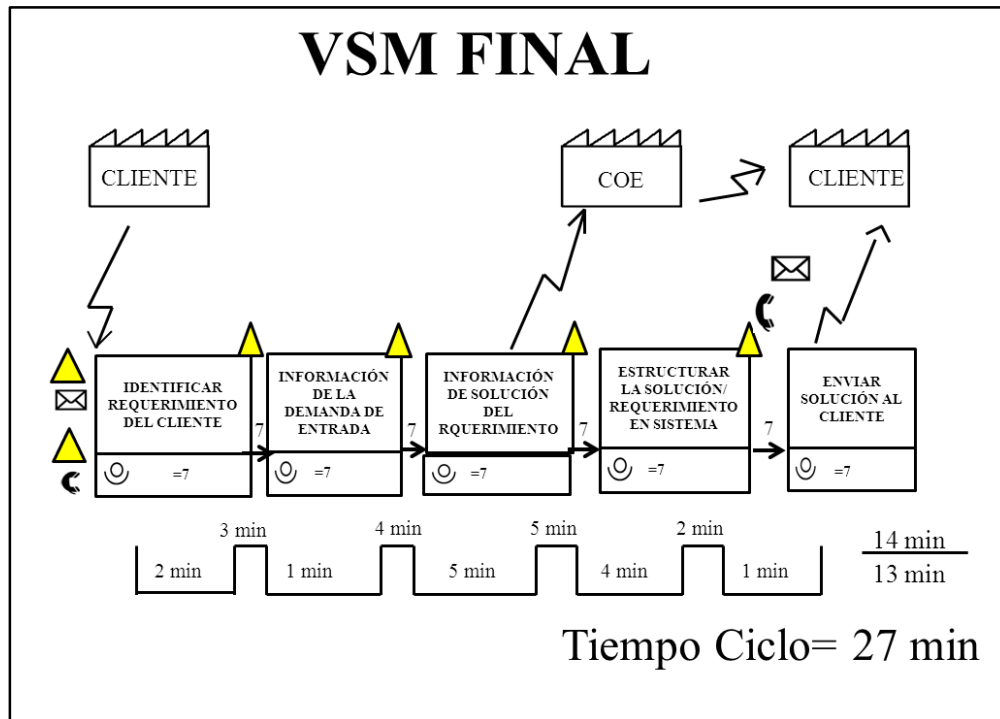 VSM FINAL
CLIENTE
COE
CLIENTE
IDENTIFICAR
REQUERIMIENTO
DEL CLIENTE
=7
7
INFORMACIÓN
DE LA
DEMANDA DE
ENTRADA
=7
7
INFORMACIÓN
DE SOLUCIÓN
DEL
RQUERIMIENTO
=7
7
ESTRUCTURAR
LA SOLUCIÓN/
REQUERIMIENTO
EN SISTEMA
=7
7
ENVIAR
SOLUCIÓN AL
CLIENTE
=7
3 min
4 min
5 min
2 min
14 min
2 min
1 min
5 min
4 min
1 min
13 min
Tiempo Ciclo= 27 min